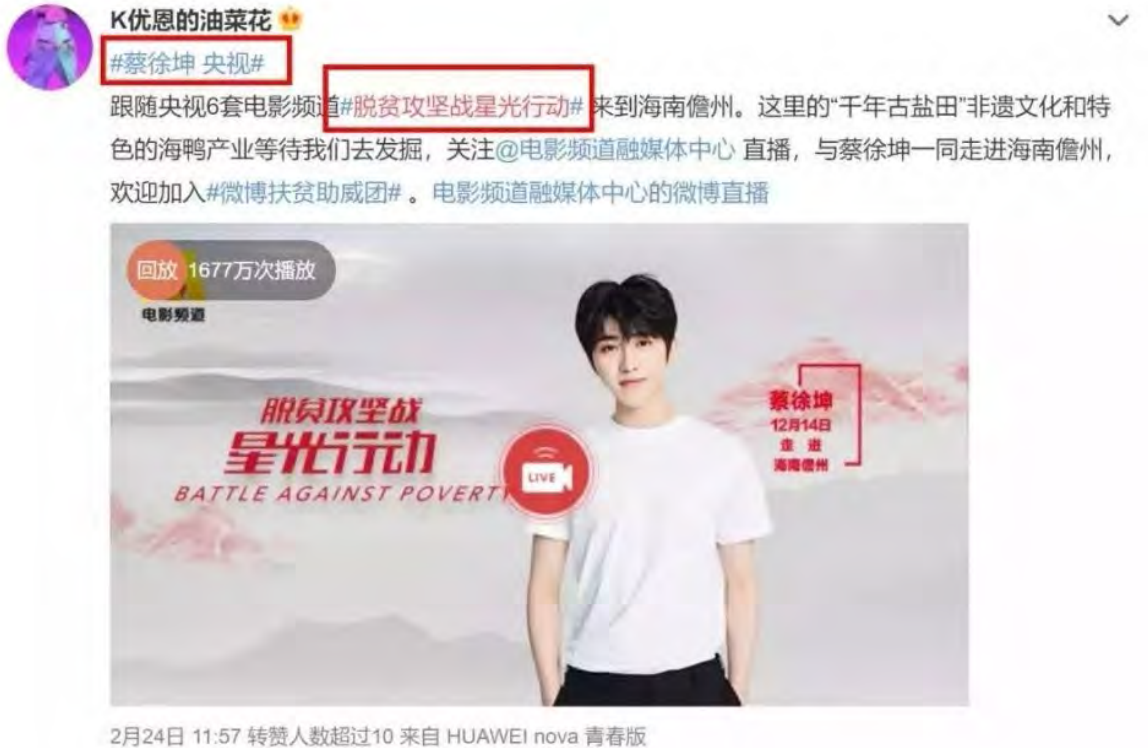 K优恩的油菜花
#蔡徐坤 央视#
跟随央视6套电影频道#脱贫攻坚战星光行动# 来到海南儋州。这里的“千年古盐田”非遗文化和特
色的海鸭产业等待我们去发掘，关注@电影频道融媒体中心 直播，与蔡徐坤一同走进海南儋州，
欢迎加入#微博扶贫助威团# 。电影频道融媒体中心的微博直播
回放 1677万次播放
电影频道
脱贫攻坚战
星光行动
BATTLE AGAINST POVERTY
LIVE
蔡徐坤
12月14日
走 进
海南儋州
2月24日 11:57 转赞人数超过10 来自 HUAWEI nova 青春版